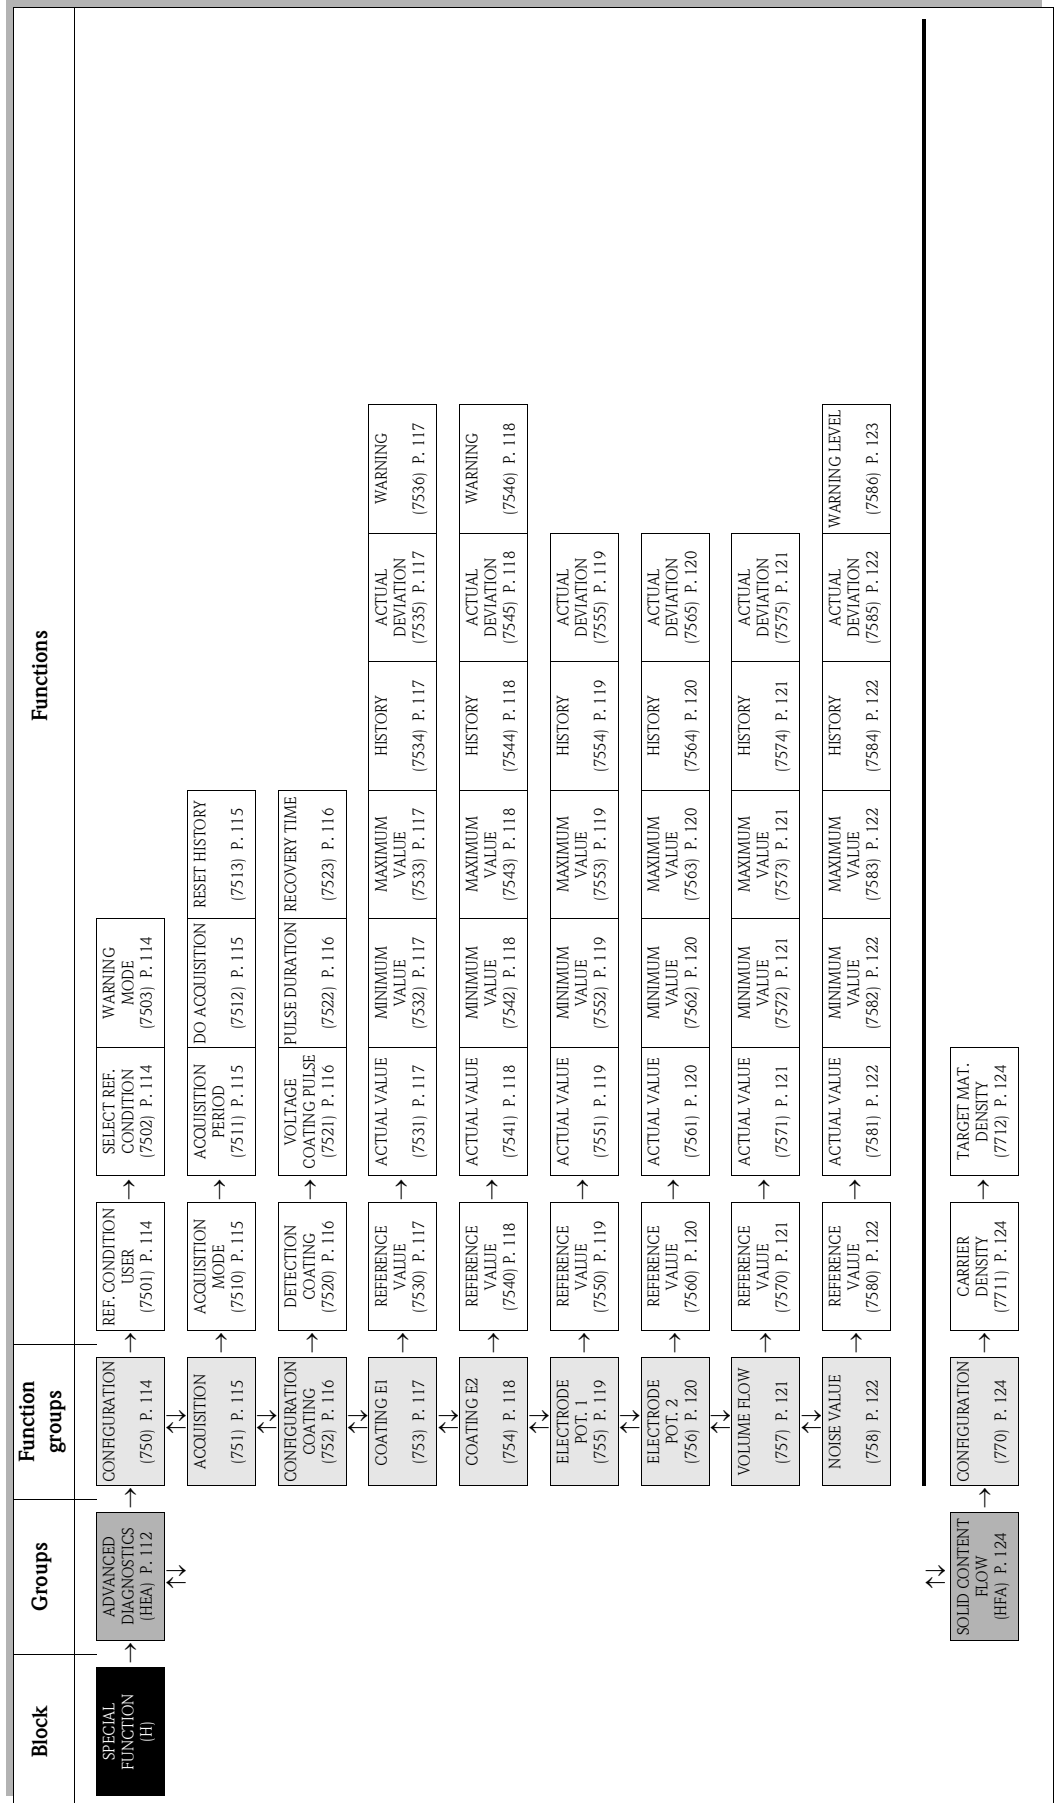 Block
Groups
Function
groups
Functions
SPECIAL
FUNCTION
(H)
→
ADVANCED
DIAGNOSTICS
(HEA) P. 112
→
CONFIGURATION
(750) P. 114
→
REF. CONDITION
USER
(7501) P. 114
→
SELECT REF.
CONDITION
(7502) P. 114
WARNING
MODE
(7503) P. 114
ACQUISITION
(751) P. 115
→
ACQUISITION
MODE
(7510) P. 115
→
ACQUISITION
PERIOD
(7511) P. 115
DO ACQUISITION
(7512) P. 115
RESET HISTORY
(7513) P. 115
CONFIGURATION
COATING
(752) P. 116
→
DETECTION
COATING
(7520) P. 116
→
VOLTAGE
COATING PULSE
(7521) P. 116
PULSE DURATION
(7522) P. 116
RECOVERY TIME
(7523) P. 116
COATING E1
(753) P. 117
→
REFERENCE
VALUE
(7530) P. 117
→
ACTUAL VALUE
(7531) P. 117
MINIMUM
VALUE
(7532) P. 117
MAXIMUM
VALUE
(7533) P. 117
HISTORY
(7534) P. 117
ACTUAL
DEVIATION
(7535) P. 117
WARNING
(7536) P. 117
COATING E2
(754) P. 118
→
REFERENCE
VALUE
(7540) P. 118
→
ACTUAL VALUE
(7541) P. 118
MINIMUM
VALUE
(7542) P. 118
MAXIMUM
VALUE
(7543) P. 118
HISTORY
(7544) P. 118
ACTUAL
DEVIATION
(7545) P. 118
WARNING
(7546) P. 118
ELECTRODE
POT. 1
(755) P. 119
→
REFERENCE
VALUE
(7550) P. 119
→
ACTUAL VALUE
(7551) P. 119
MINIMUM
VALUE
(7552) P. 119
MAXIMUM
VALUE
(7553) P. 119
HISTORY
(7554) P. 119
ACTUAL
DEVIATION
(7555) P. 119
ELECTRODE
POT. 2
(756) P. 120
→
REFERENCE
VALUE
(7560) P. 120
→
ACTUAL VALUE
(7561) P. 120
MINIMUM
VALUE
(7562) P. 120
MAXIMUM
VALUE
(7563) P. 120
HISTORY
(7564) P. 120
ACTUAL
DEVIATION
(7565) P. 120
VOLUME FLOW
(757) P. 121
→
REFERENCE
VALUE
(7570) P. 121
→
ACTUAL VALUE
(7571) P. 121
MINIMUM
VALUE
(7572) P. 121
MAXIMUM
VALUE
(7573) P. 121
HISTORY
(7574) P. 121
ACTUAL
DEVIATION
(7575) P. 121
NOISE VALUE
(758) P. 122
→
REFERENCE
VALUE
(7580) P. 122
→
ACTUAL VALUE
(7581) P. 122
MINIMUM
VALUE
(7582) P. 122
MAXIMUM
VALUE
(7583) P. 122
HISTORY
(7584) P. 122
ACTUAL
DEVIATION
(7585) P. 122
WARNING LEVEL
(7586) P. 123
SOLID CONTENT
FLOW
(HFA) P. 124
→
CONFIGURATION
(770) P. 124
→
CARRIER
DENSITY
(7711) P. 124
→
TARGET MAT.
DENSITY
(7712) P. 124